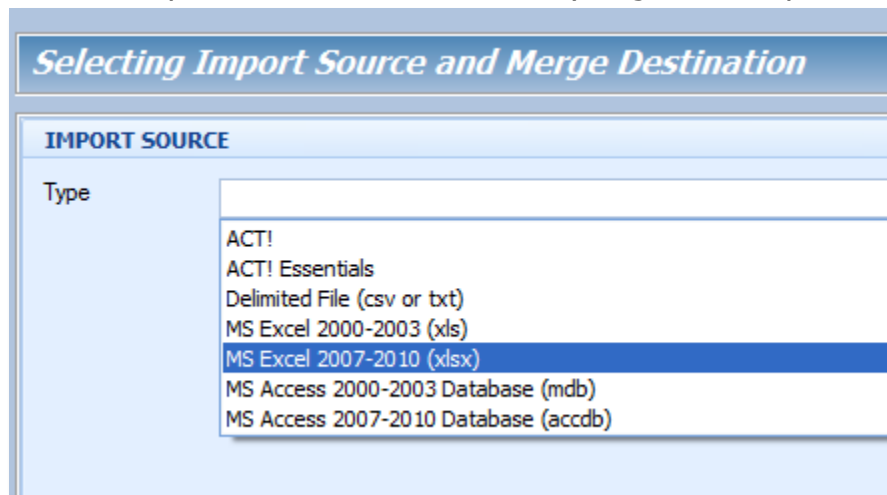 Selecting Import Source and Merge Destination
IMPORT SOURCE
Type
ACT!
ACT! Essentials
Delimited File (csv or txt)
MS Excel 2000-2003 (xls)
MS Excel 2007-2010 (xlsx)
MS Access 2000-2003 Database (mdb)
MS Access 2007-2010 Database (accdb)